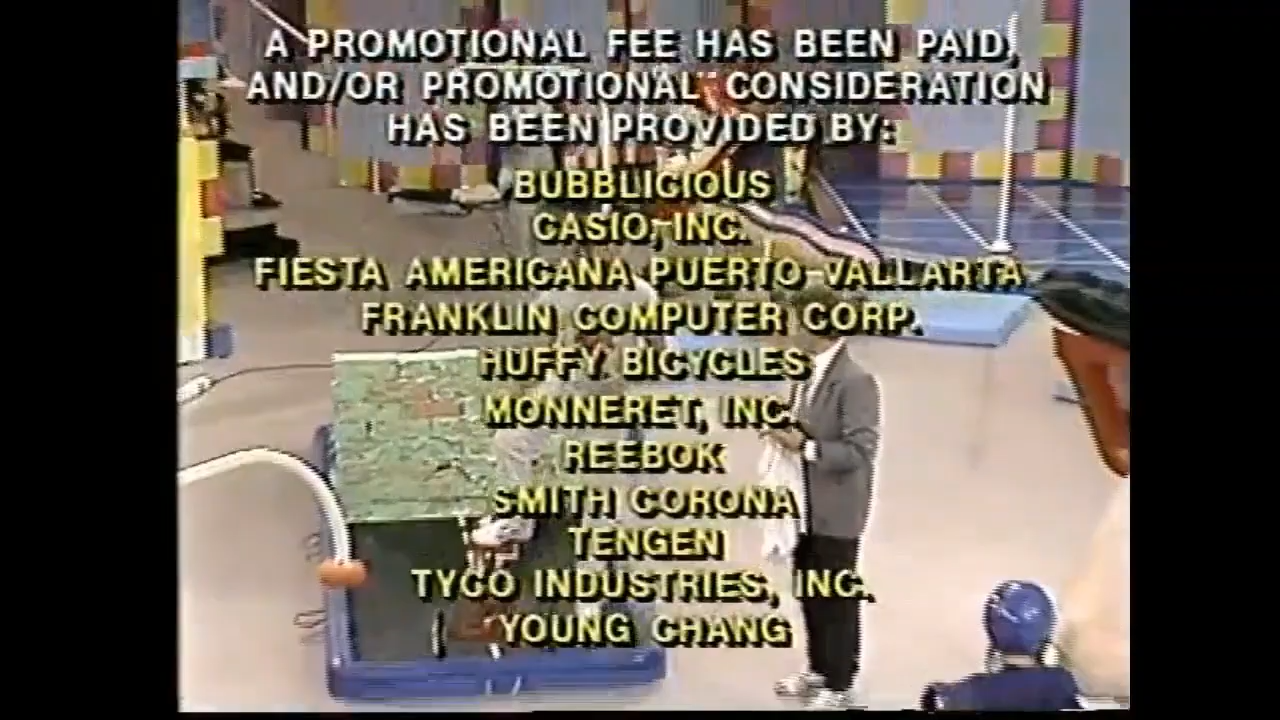 A PROMOTIONAL FEE HAS BEEN PAID,
AND/OR PROMOTIONAL CONSIDERATION
HAS BEEN PROVIDED BY:
BUBBLICIOUS
CASIO, INC.
FIESTA AMERICANA PUERTO VALLARTA
FRANKLIN COMPUTER CORP.
HUFFY BICYCLES
MONNERET, INC.
REEBOK
SMITH CORONA
TENGEN
TYCO INDUSTRIES, INC.
YOUNG CHANG